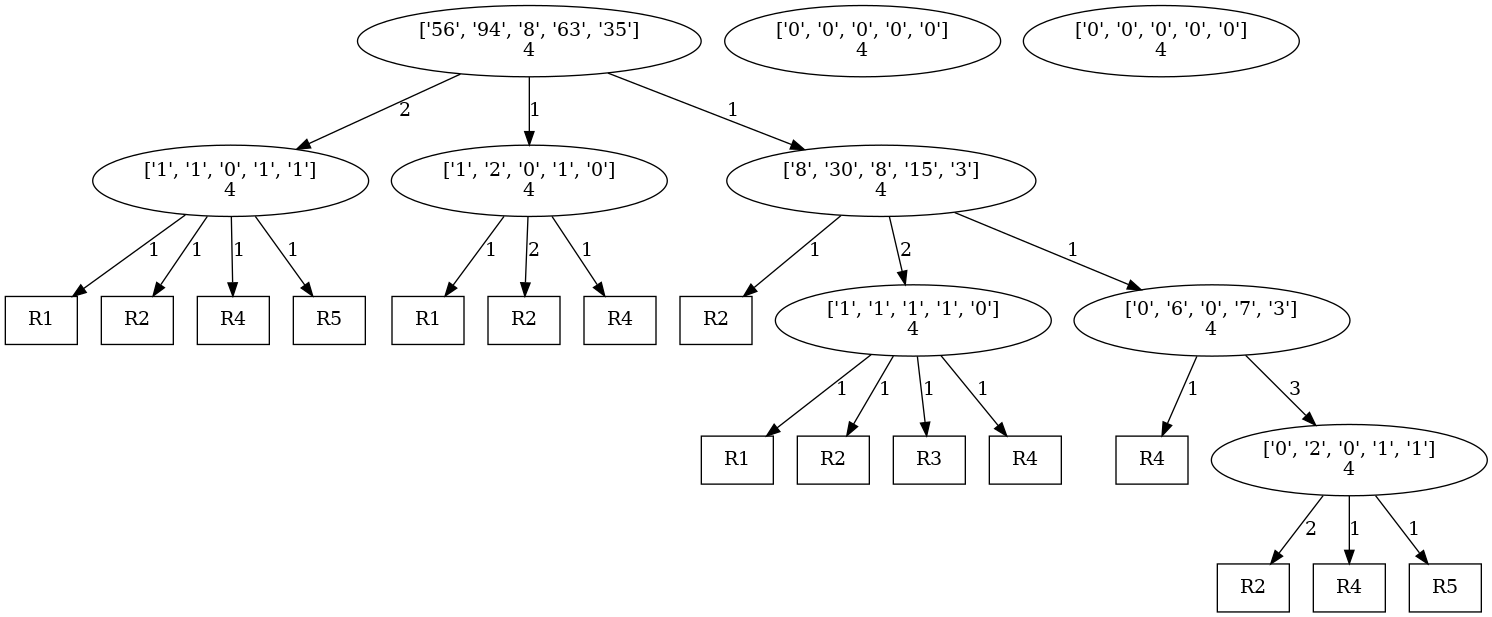 ['56', '94', '8', '63', '35']
4
['0', '0', '0', '0', '0']
4
['0', '0', '0', '0', '0']
4
2
1
1
['1', '1', '0', '1', '1']
4
['1', '2', '0', '1', '0']
4
['8', '30', '8', '15', '3']
4
1
1
1
1
1
2
1
1
2
1
R1
R2
R4
R5
R1
R2
R4
R2
['1', '1', '1', '1', '0']
4
['0', '6', '0', '7', '3']
4
1
1
1
1
1
3
R1
R2
R3
R4
R4
['0', '2', '0', '1', '1']
4
2
1
1
R2
R4
R5